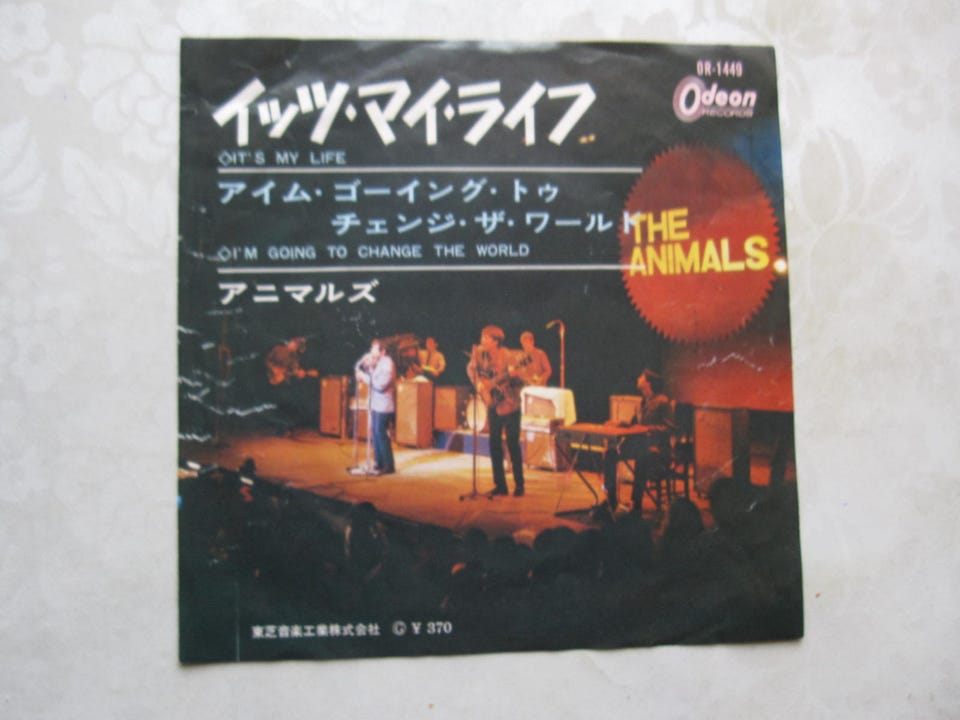 OR-1449
Odeon
RECORDS
イッツ・マイ・ライフ
IT'S MY LIFE
アイム・ゴーイング・トゥ
チェンジ・ザ・ワールド
I'M GOING TO CHANGE THE WORLD
THE
ANIMALS
アニマルズ
東芝音楽工業株式会社 Ⓖ ¥370